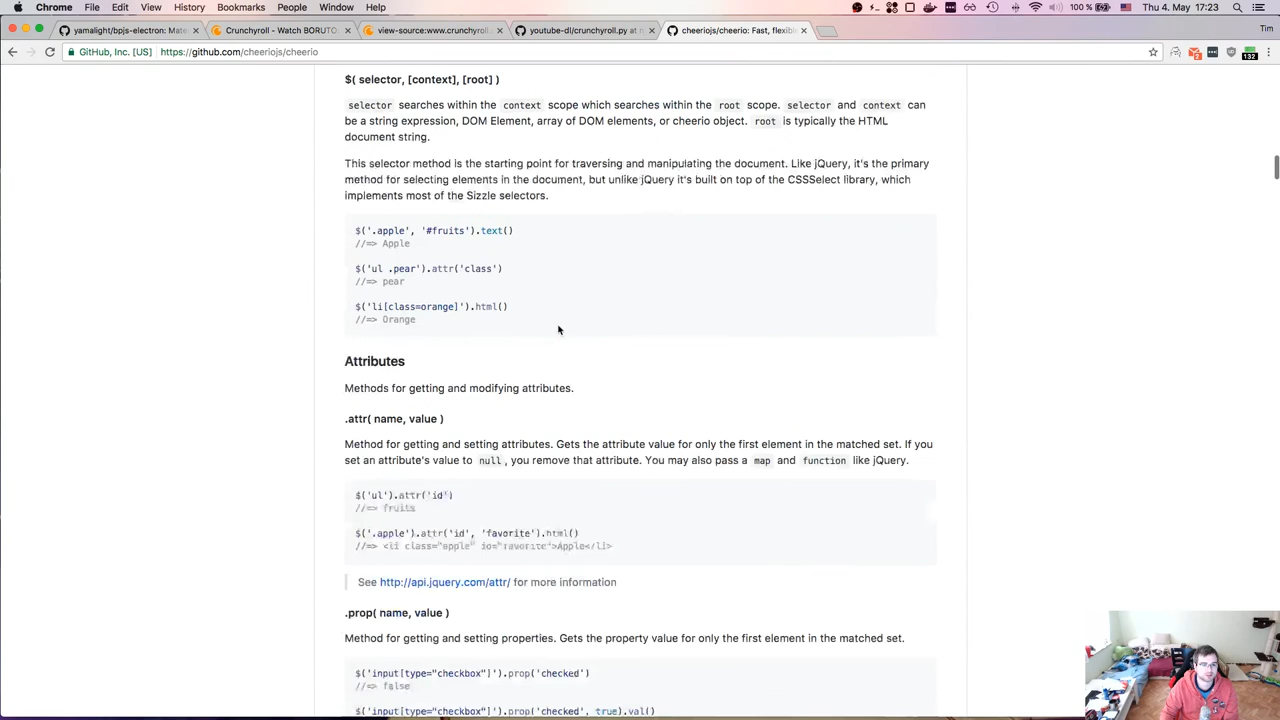 Chrome File Edit View History Bookmarks People Window Help 100 % Thu 4. May 17:23
yamalight/bpjs-electron: Mate
Crunchyroll - Watch BORUTO
view-source:www.crunchyroll.
youtube-dl/crunchyroll.py at m
cheeriojs/cheerio: Fast, flexible
Tim
GitHub, Inc. [US] https://github.com/cheeriojs/cheerio
132
$( selector, [context], [root] )
selector searches within the context scope which searches within the root scope. selector and context can
be a string expression, DOM Element, array of DOM elements, or cheerio object. root is typically the HTML
document string.
This selector method is the starting point for traversing and manipulating the document. Like jQuery, it's the primary
method for selecting elements in the document, but unlike jQuery it's built on top of the CSSSelect library, which
implements most of the Sizzle selectors.
$('.apple', '#fruits').text()
//=> Apple
$('ul .pear').attr('class')
//=> pear
$('li[class=orange]').html()
//=> Orange
Attributes
Methods for getting and modifying attributes.
.attr( name, value )
Method for getting and setting attributes. Gets the attribute value for only the first element in the matched set. If you
set an attribute's value to null, you remove that attribute. You may also pass a map and function like jQuery.
$('ul').attr('id')
//=> fruits
$('.apple').attr('id', 'favorite').html()
//=> <li class="apple" id="favorite">Apple</li>
See http://api.jquery.com/attr/ for more information
.prop( name, value )
Method for getting and setting properties. Gets the property value for only the first element in the matched set.
$('input[type="checkbox"]').prop('checked')
//=> false
$('input[type="checkbox"]').prop('checked', true).val()